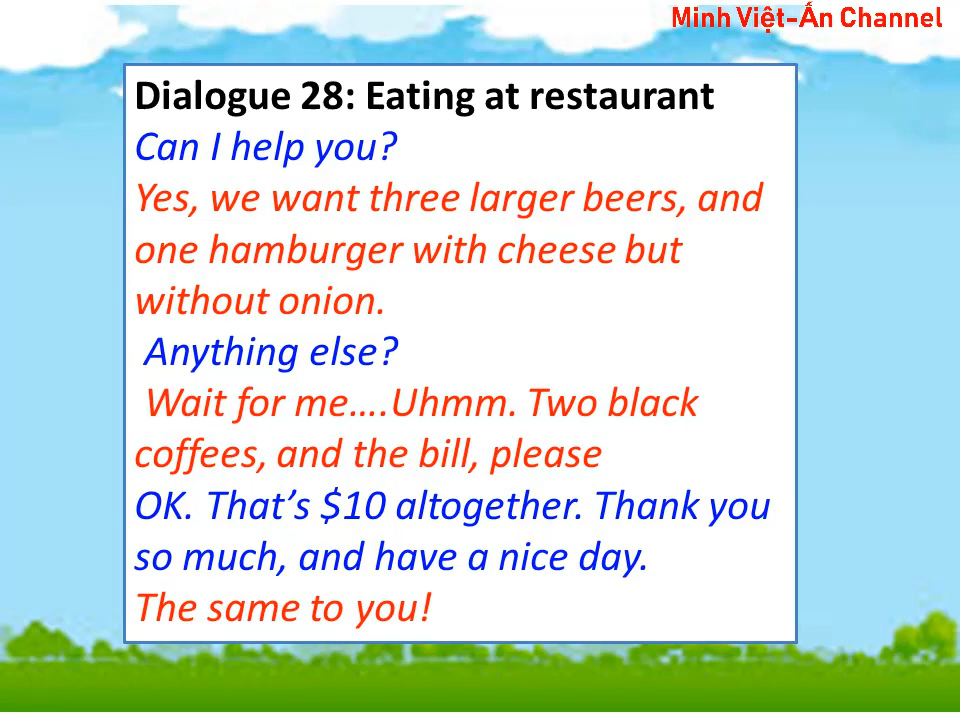 Minh Việt-Ấn Channel
Dialogue 28: Eating at restaurant
Can I help you?
Yes, we want three larger beers, and
one hamburger with cheese but
without onion.
Anything else?
Wait for me….Uhmm. Two black
coffees, and the bill, please
OK. That’s $10 altogether. Thank you
so much, and have a nice day.
The same to you!